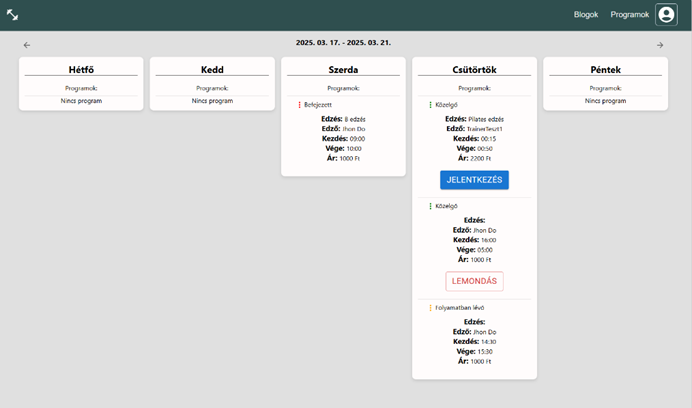 Blogok Programok
2025. 03. 17. - 2025. 03. 21.
Hétfő
Programok:
Nincs program
Kedd
Programok:
Nincs program
Szerda
Programok:
Befejezett
Edzés: B edzés
Edző: Jhon Do
Kezdés: 09:00
Vége: 10:00
Ár: 1000 Ft
Csütörtök
Programok:
Közelgő
Edzés: Pilates edzés
Edző: TrainerTeszt1
Kezdés: 00:15
Vége: 00:50
Ár: 2200 Ft
JELENTKEZÉS
Közelgő
Edzés:
Edző: Jhon Do
Kezdés: 16:00
Vége: 05:00
Ár: 1000 Ft
LEMONDÁS
Folyamatban lévő
Edzés:
Edző: Jhon Do
Kezdés: 14:30
Vége: 15:30
Ár: 1000 Ft
Péntek
Programok:
Nincs program